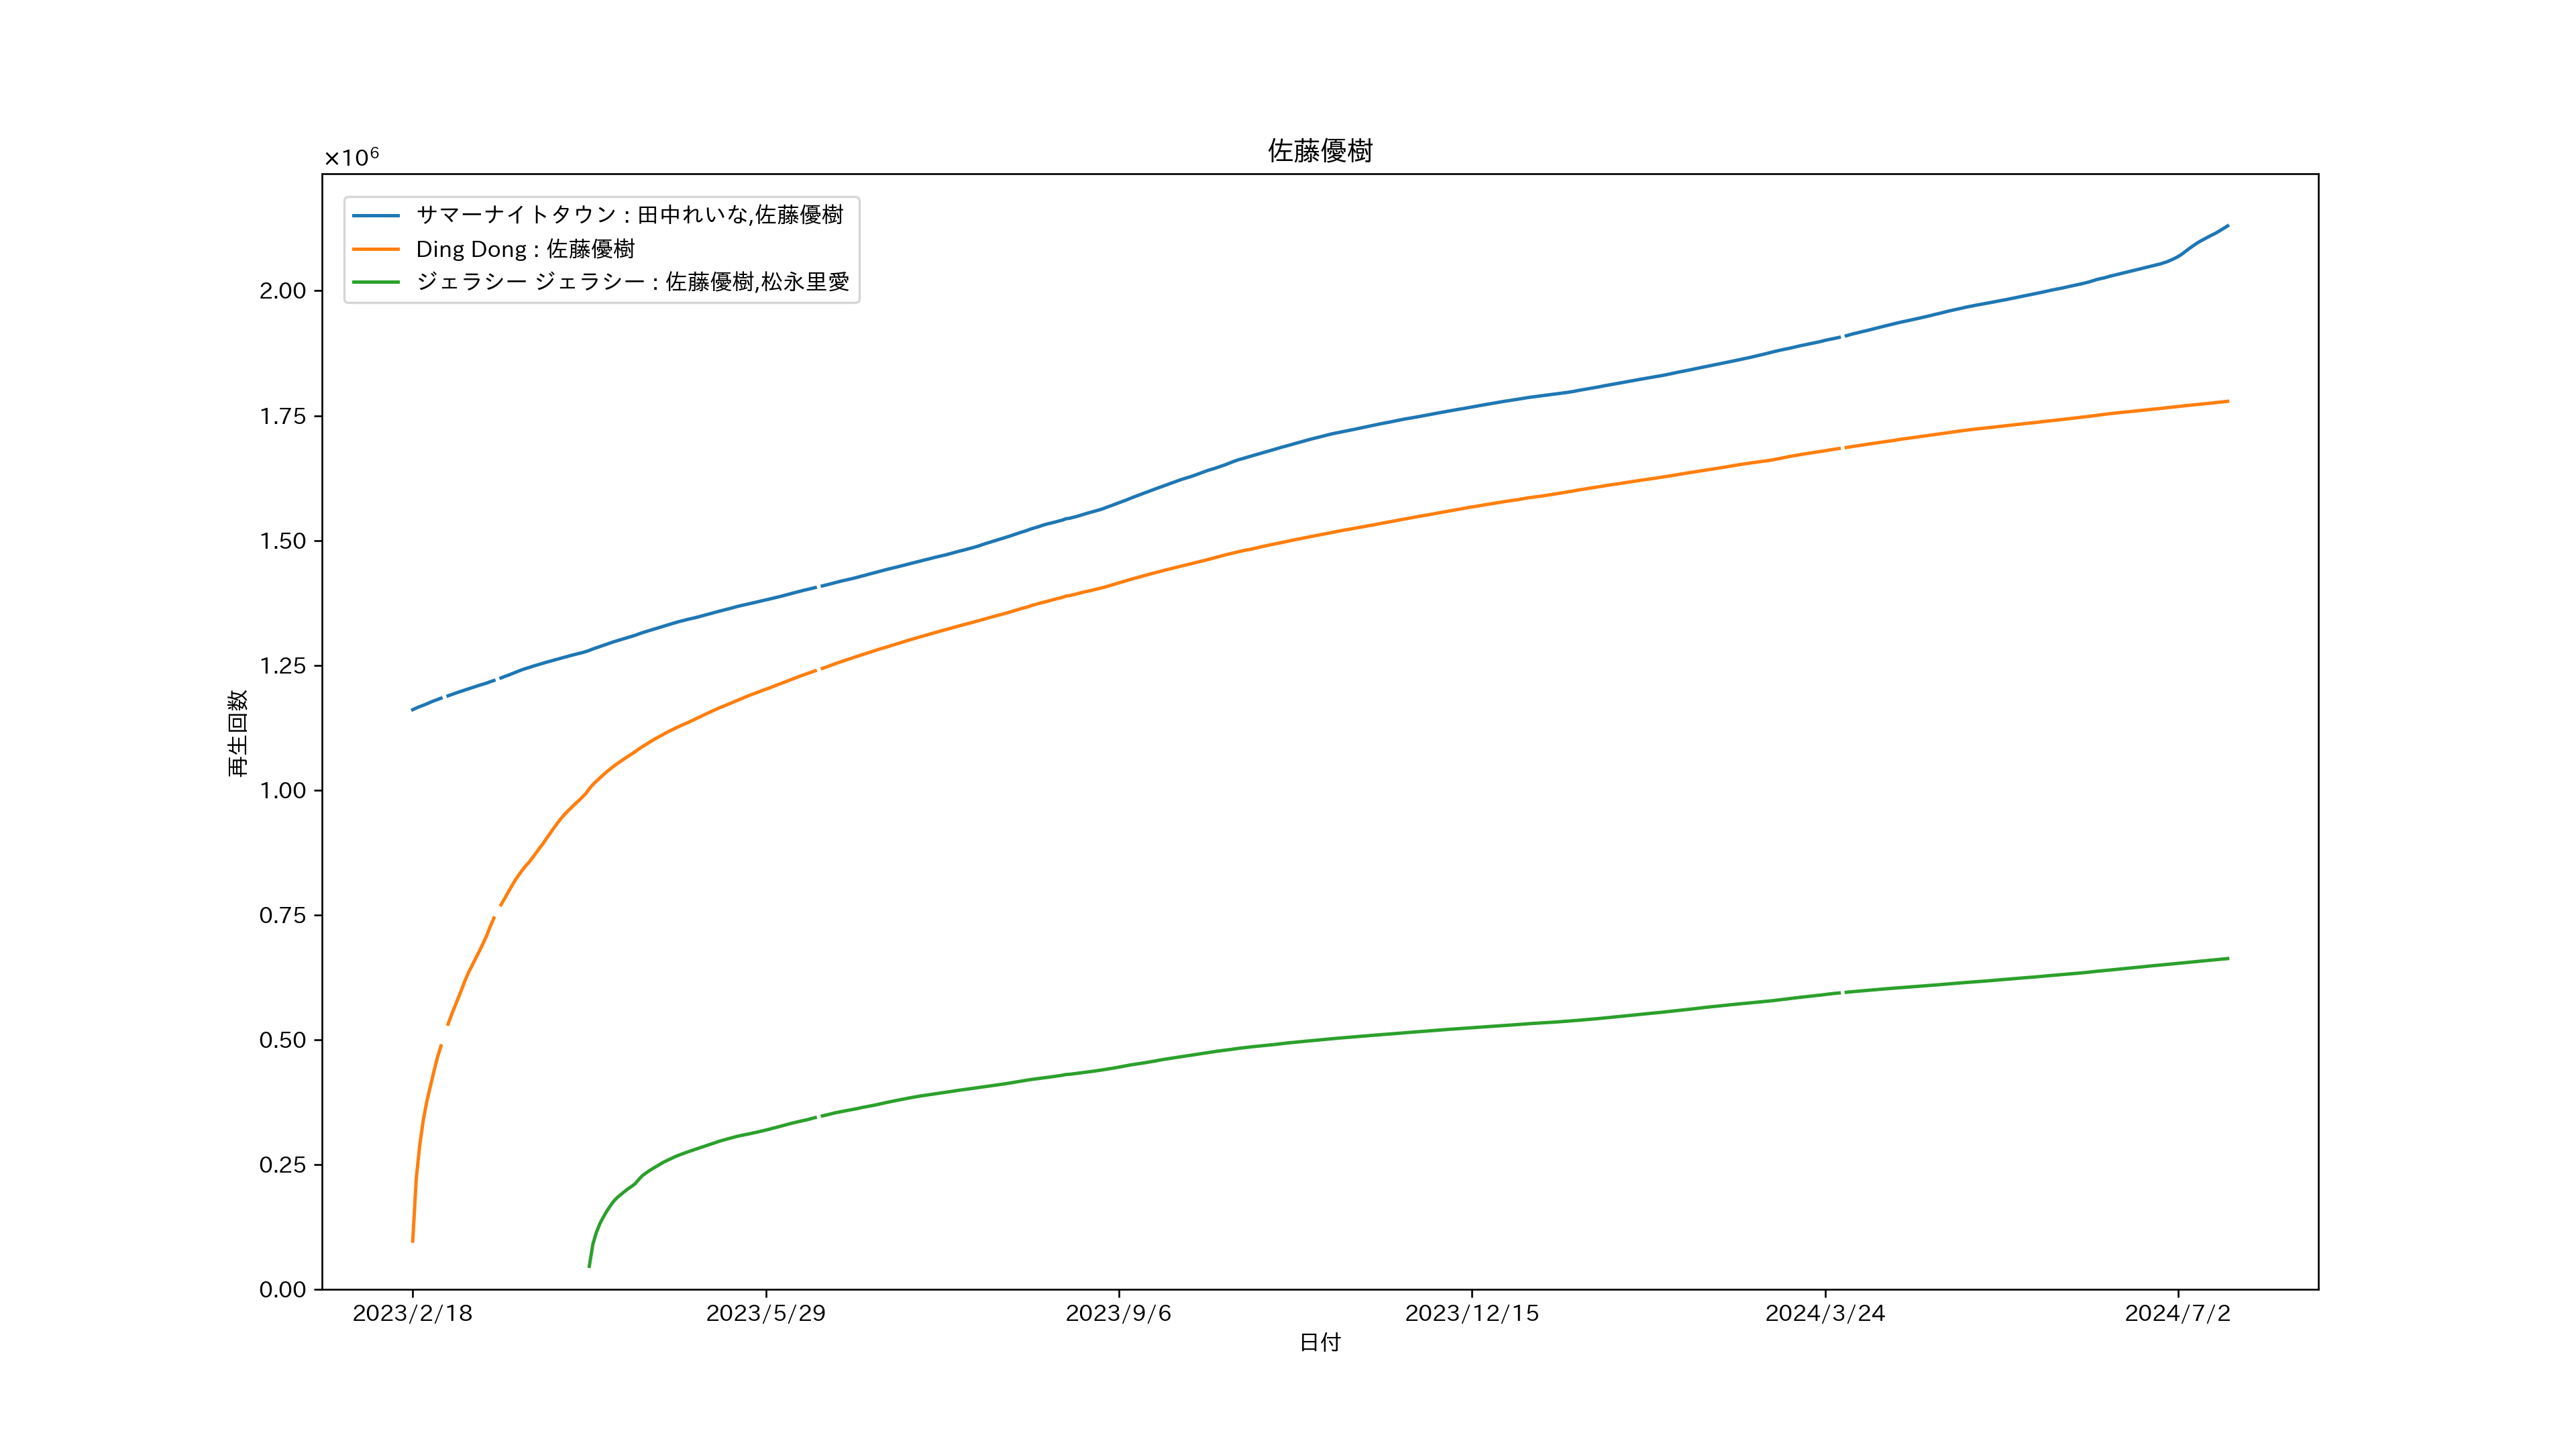 佐藤優樹
×10⁶
サマーナイトタウン : 田中れいな,佐藤優樹
Ding Dong : 佐藤優樹
ジェラシー ジェラシー : 佐藤優樹,松永里愛
2.00
1.75
1.50
1.25
1.00
0.75
0.50
0.25
0.00
再生回数
2023/2/18
2023/5/29
2023/9/6
2023/12/15
2024/3/24
2024/7/2
日付